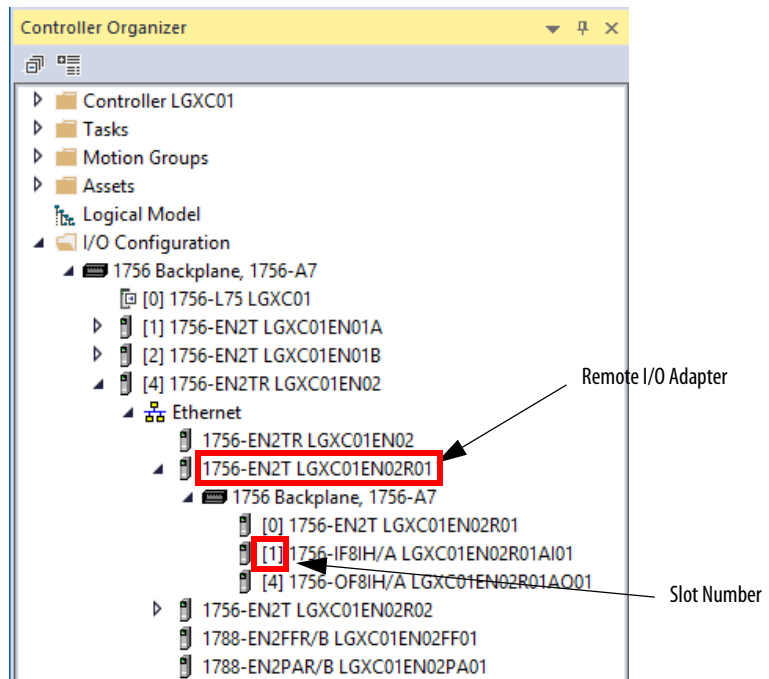 Controller Organizer
Controller LGXC01
Tasks
Motion Groups
Assets
Logical Model
I/O Configuration
1756 Backplane, 1756-A7
[0] 1756-L75 LGXC01
[1] 1756-EN2T LGXC01EN01A
[2] 1756-EN2T LGXC01EN01B
[4] 1756-EN2TR LGXC01EN02
Remote I/O Adapter
Ethernet
1756-EN2TR LGXC01EN02
1756-EN2T LGXC01EN02R01
1756 Backplane, 1756-A7
[0] 1756-EN2T LGXC01EN02R01
[1] 1756-IF8IH/A LGXC01EN02R01AI01
[4] 1756-OF8IH/A LGXC01EN02R01AO01
Slot Number
1756-EN2T LGXC01EN02R02
1788-EN2FFR/B LGXC01EN02FF01
1788-EN2PAR/B LGXC01EN02PA01